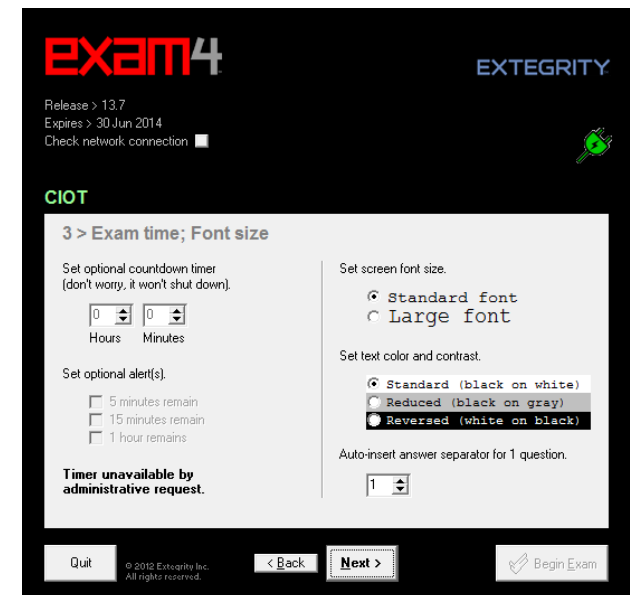 exam4
EXTEGRITY
Release > 13.7
Expires > 30 Jun 2014
Check network connection
CIOT
3 > Exam time; Font size
Set optional countdown timer
(don't worry, it won't shut down).
0 0
Hours Minutes
Set optional alert(s).
5 minutes remain
15 minutes remain
1 hour remains
Timer unavailable by
administrative request.
Set screen font size.
Standard font
Large font
Set text color and contrast.
Standard (black on white)
Reduced (black on gray)
Reversed (white on black)
Auto-insert answer separator for 1 question.
1
Quit
© 2012 Extegrity Inc.
All rights reserved.
< Back
Next >
Begin Exam